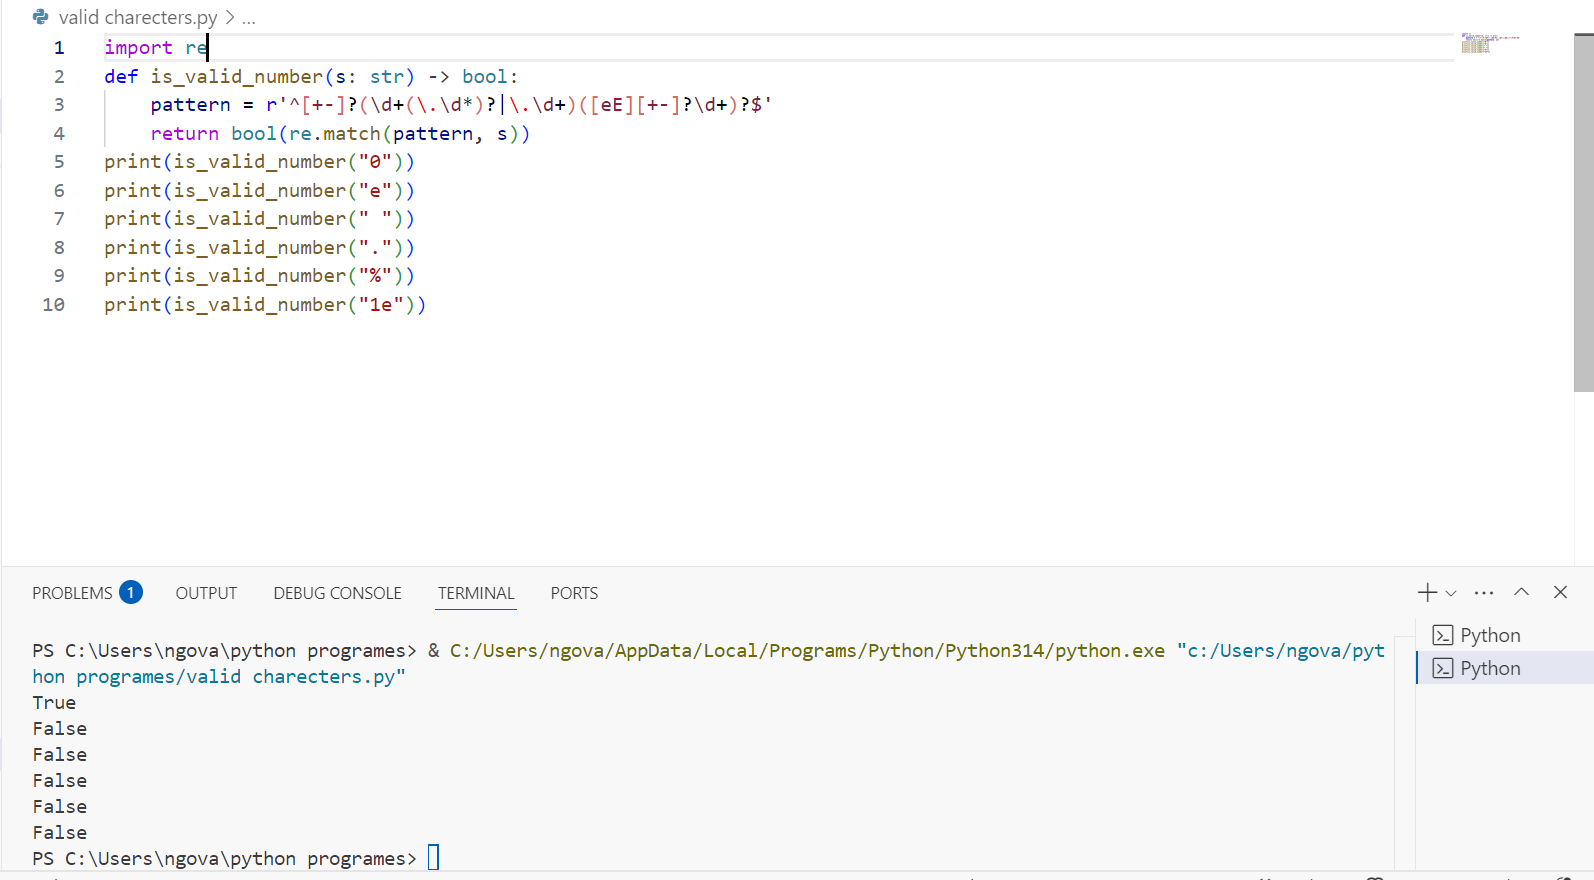 valid charecters.py > ...
1 import re
2 def is_valid_number(s: str) -> bool:
3     pattern = r'^[+-]?(\d+(\.\d*)?|\.\d+)([eE][+-]?\d+)?$'
4     return bool(re.match(pattern, s))
5 print(is_valid_number("0"))
6 print(is_valid_number("e"))
7 print(is_valid_number(" "))
8 print(is_valid_number("."))
9 print(is_valid_number("%"))
10 print(is_valid_number("1e"))
PROBLEMS 1 OUTPUT DEBUG CONSOLE TERMINAL PORTS
PS C:\Users\ngova\python programes> & C:/Users/ngova/AppData/Local/Programs/Python/Python314/python.exe "c:/Users/ngova/pyt
hon programes/valid charecters.py"
True
False
False
False
False
False
PS C:\Users\ngova\python programes>
Python
Python